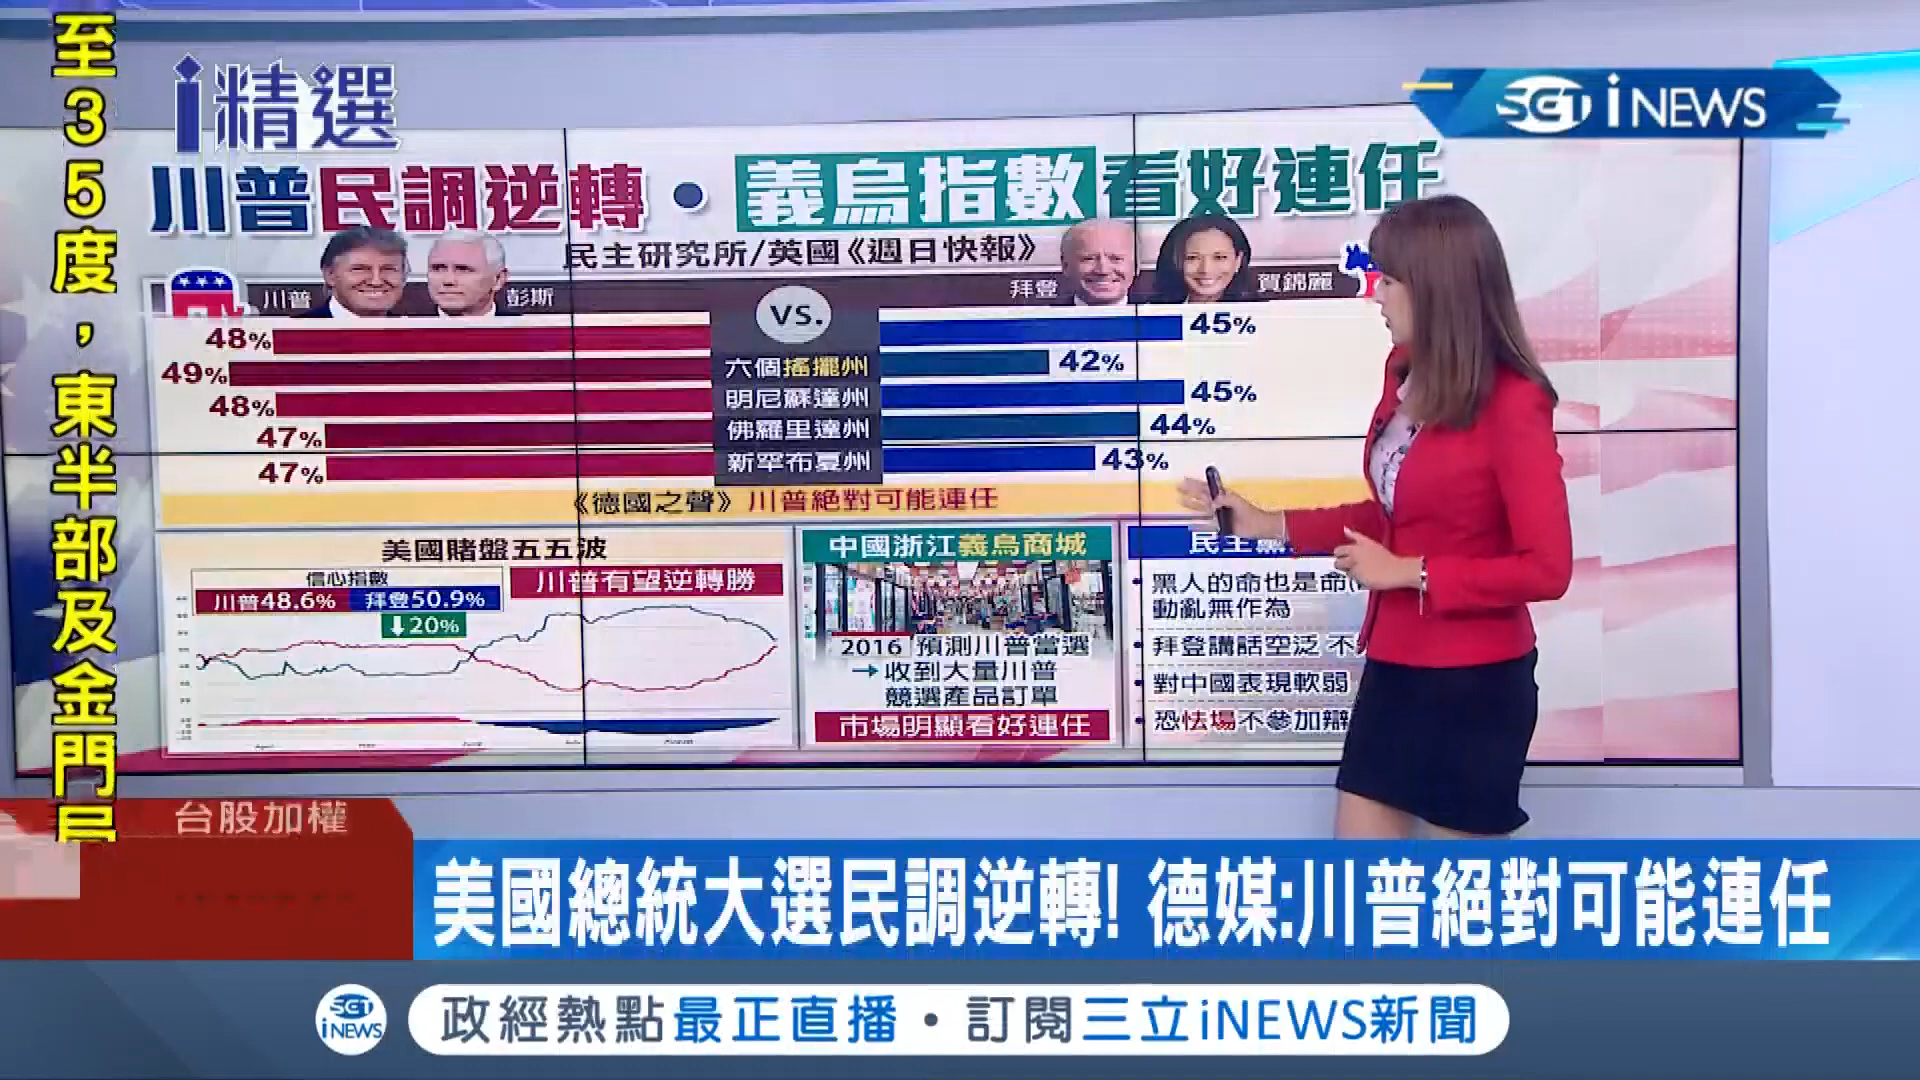 至35度，東半部及金門局
i精選
SET iNEWS
川普民調逆轉・義烏指數看好連任
民主研究所/英國《週日快報》
川普
彭斯
vs.
拜登
賀錦麗
48%
45%
49%
六個搖擺州
42%
48%
明尼蘇達州
45%
47%
佛羅里達州
44%
47%
新罕布夏州
43%
《德國之聲》川普絕對可能連任
美國賭盤五五波
信心指數
川普48.6% 拜登50.9%
⬇20%
川普有望逆轉勝
中國浙江義烏商城
2016 預測川普當選
→收到大量川普
競選產品訂單
市場明顯看好連任
民主黨
• 黑人的命也是命(
動亂無作為
• 拜登講話空泛 不
• 對中國表現軟弱
• 恐怯場不參加辯
台股加權
美國總統大選民調逆轉! 德媒:川普絕對可能連任
SET iNEWS
政經熱點最正直播・訂閱三立iNEWS新聞